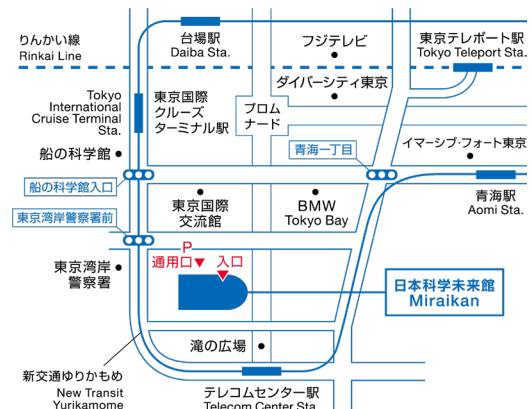 りんかい線
Rinkai Line
台場駅
Daiba Sta.
フジテレビ
東京テレポート駅
Tokyo Teleport Sta.
ダイバーシティ東京
Tokyo
International
Cruise Terminal
Sta.
東京国際
クルーズ
ターミナル駅
プロム
ナード
船の科学館
青海一丁目
イマーシブ・フォート東京
船の科学館入口
東京国際
交流館
BMW
Tokyo Bay
青海駅
Aomi Sta.
東京湾岸警察署前
P
通用口
入口
東京湾岸
警察署
日本科学未来館
Miraikan
滝の広場
新交通ゆりかもめ
New Transit
Yurikamome
テレコムセンター駅
Telecom Center Sta.